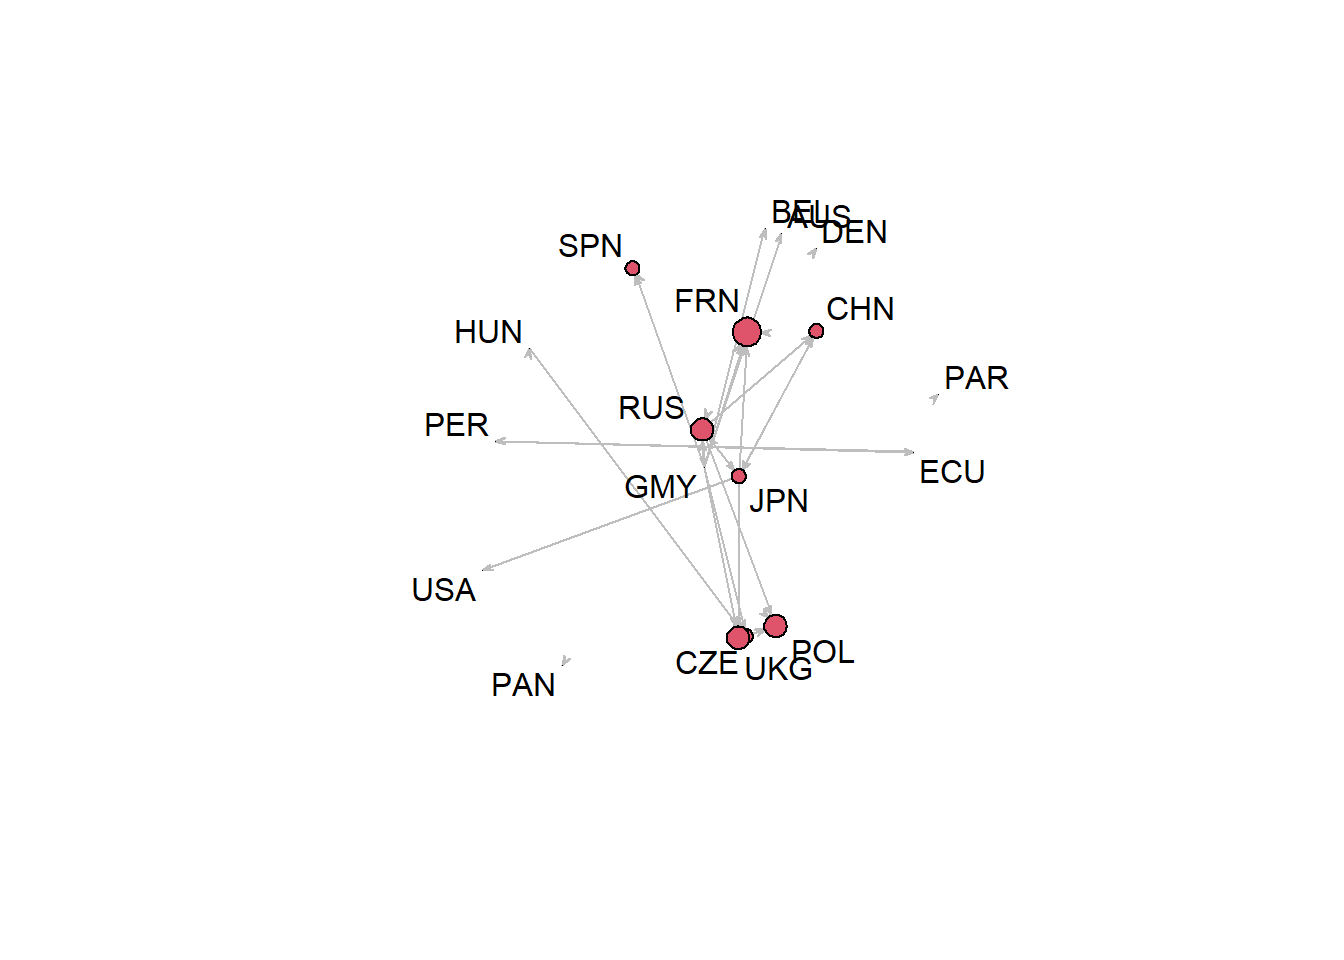 BEL
AUS
DEN
SPN
FRN
CHN
HUN
PAR
RUS
PER
ECU
GMY
JPN
USA
POL
CZE
UKG
PAN